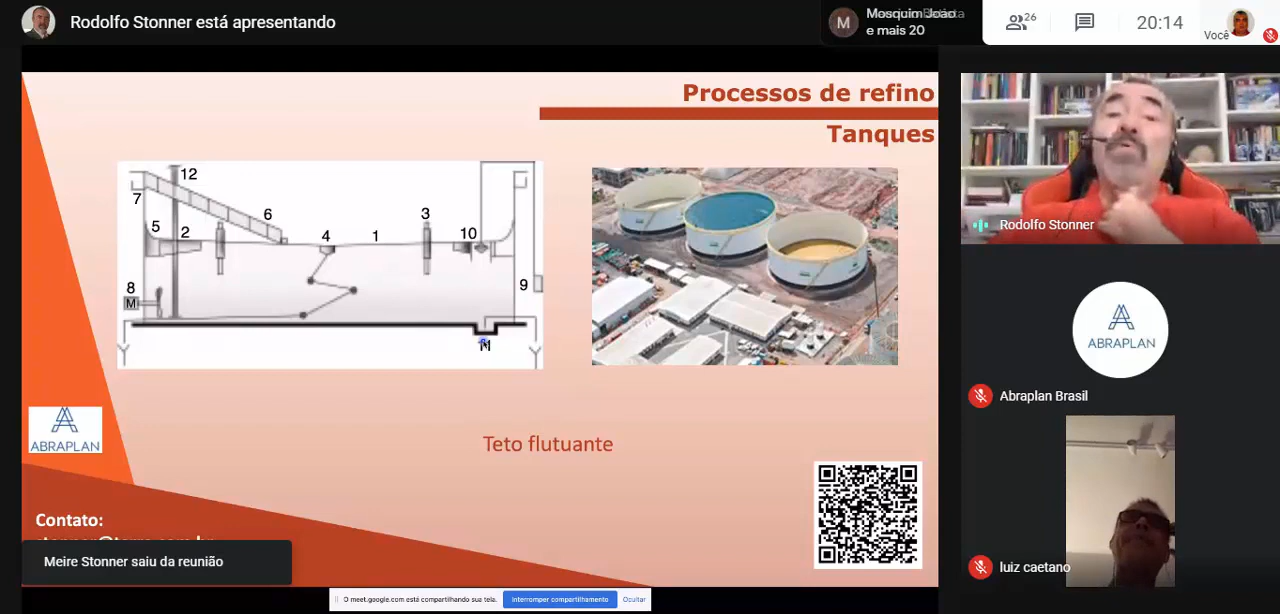 Rodolfo Stonner está apresentando
e mais 20
26
20:14
Você
Processos de refino
Tanques
12
7
6
5
2
3
4
1
10
8
M
9
11
Teto flutuante
ABRAPLAN
Contato:
Meire Stonner saiu da reunião
O meet.google.com está compartilhando sua tela.
Interromper compartilhamento
Ocultar
Rodolfo Stonner
ABRAPLAN
Abraplan Brasil
luiz caetano
M